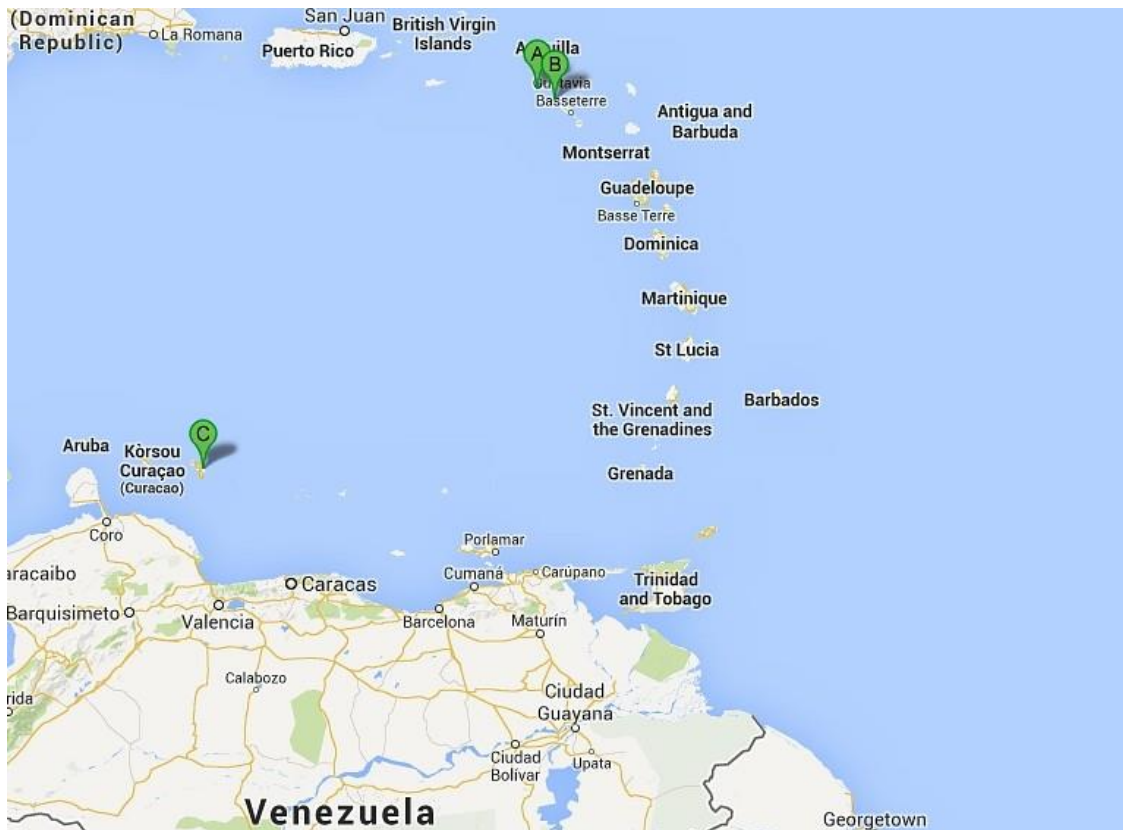 (Dominican
Republic)
La Romana
San Juan
Puerto Rico
British Virgin
Islands
A
B
Basseterre
Antigua and
Barbuda
Montserrat
Guadeloupe
Basse Terre
Dominica
Martinique
St Lucia
St. Vincent and
the Grenadines
Barbados
Grenada
C
Aruba
Kòrsou
Curaçao
(Curacao)
Coro
Porlamar
Cumaná
Carúpano
Trinidad
and Tobago
Caracas
Barquisimeto
Valencia
Barcelona
Maturín
Calabozo
Ciudad
Guayana
Ciudad
Bolívar
Upata
Venezuela
Georgetown